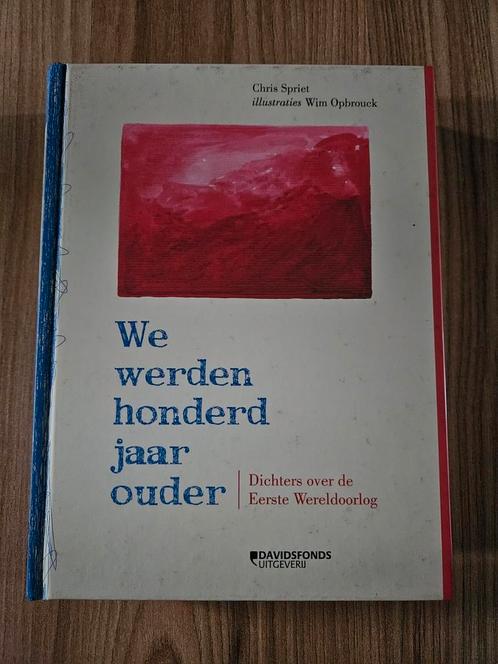 Chris Spriet
illustraties Wim Opbrouck
We
werden
honderd
jaar
ouder
Dichters over de
Eerste Wereldoorlog
DAVIDSFONDS
UITGEVERIJ